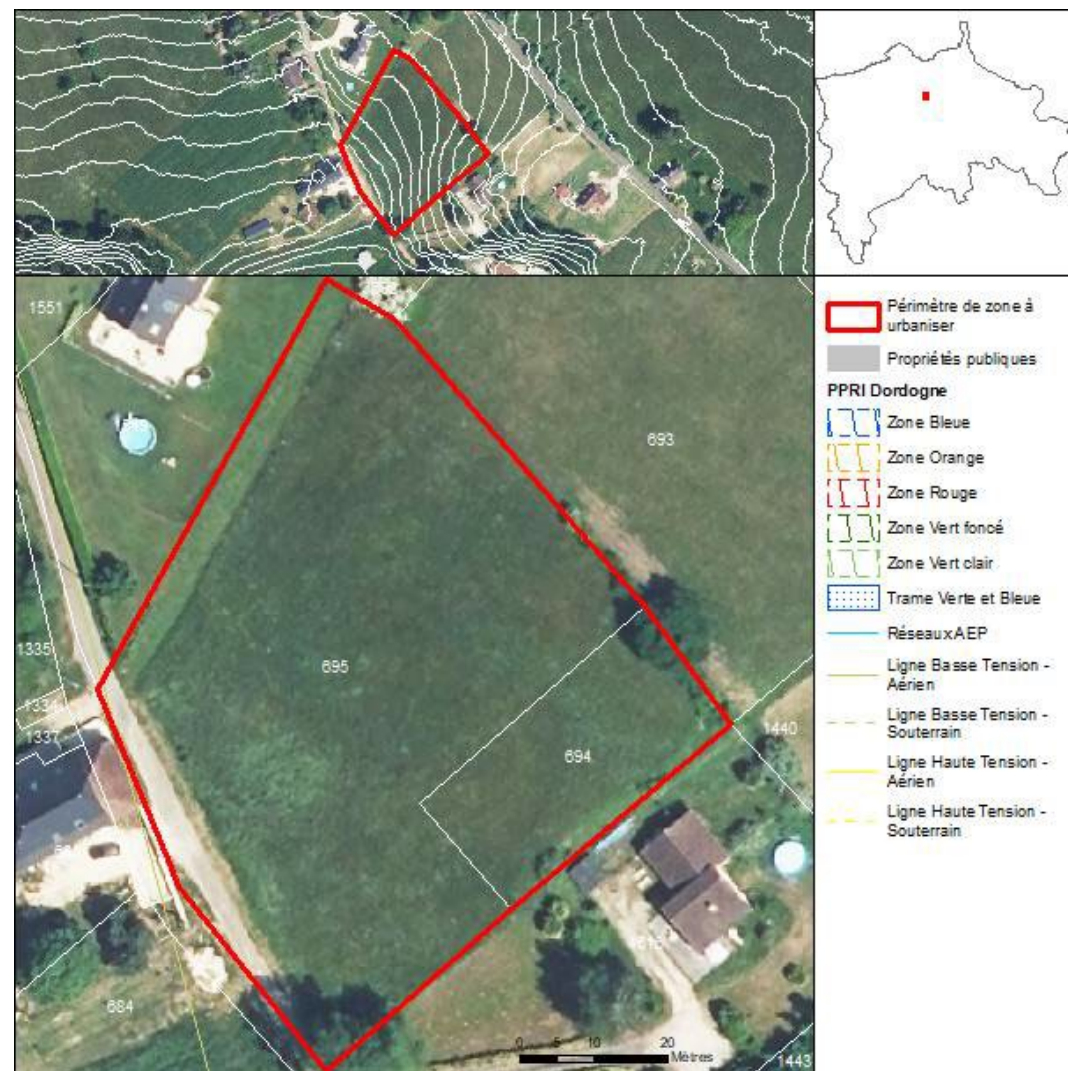 1551
693
1335
1334
1337
695
694
1440
684
0 5 10 20
Mètres
1443
Périmètre de zone à
urbaniser
Propriétés publiques
PPRI Dordogne
Zone Bleue
Zone Orange
Zone Rouge
Zone Vert foncé
Zone Vert clair
Trame Verte et Bleue
Réseaux AEP
Ligne Basse Tension -
Aérien
Ligne Basse Tension -
Souterrain
Ligne Haute Tension -
Aérien
Ligne Haute Tension -
Souterrain